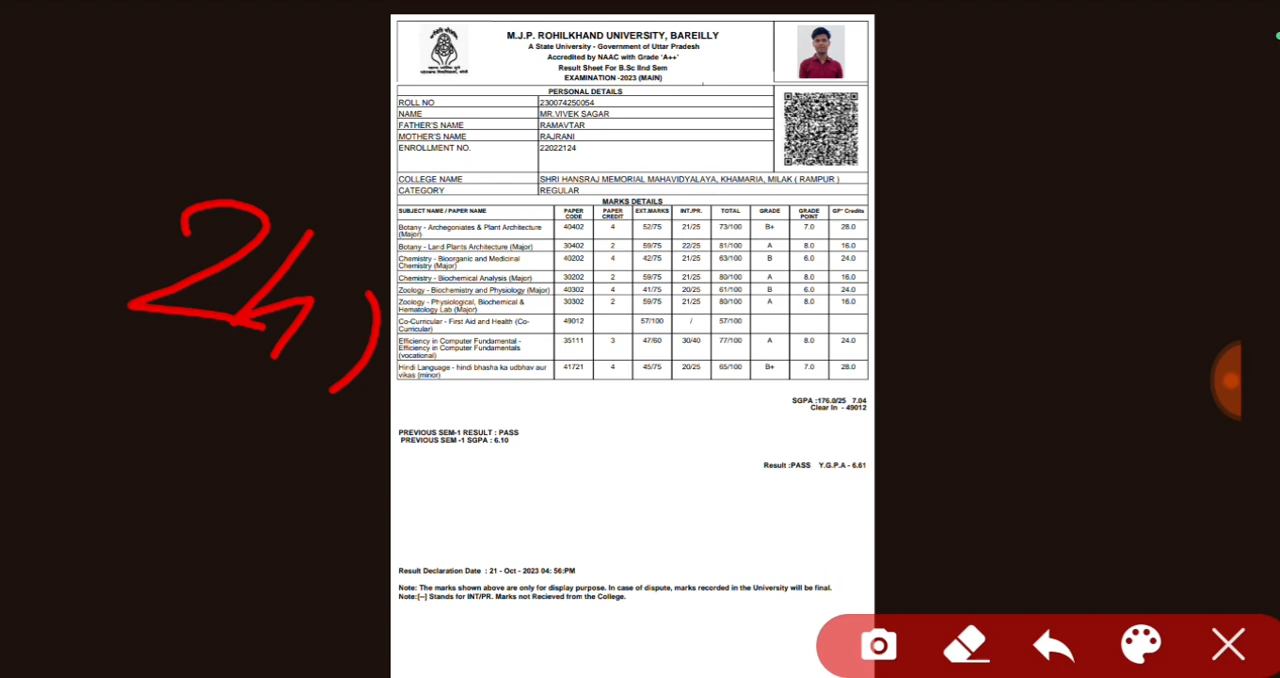 M.J.P. ROHILKHAND UNIVERSITY, BAREILLY
A State University - Government of Uttar Pradesh
Accredited by NAAC with Grade 'A++'
Result Sheet For B.Sc IInd Sem
EXAMINATION -2023 (MAIN)
PERSONAL DETAILS
ROLL NO 230074250054
NAME MR.VIVEK SAGAR
FATHER'S NAME RAMAVTAR
MOTHER'S NAME RAJRANI
ENROLLMENT NO. 22022124
COLLEGE NAME SHRI HANSRAJ MEMORIAL MAHAVIDYALAYA, KHAMARIA, MILAK ( RAMPUR )
CATEGORY REGULAR
MARKS DETAILS
SUBJECT NAME / PAPER NAME PAPER CODE PAPER CREDIT EXT.MARKS INT./PR. TOTAL GRADE GRADE POINT GP* Credits
Botany - Archegoniates & Plant Architecture (Major) 40402 4 52/75 21/25 73/100 B+ 7.0 28.0
Botany - Land Plants Architecture (Major) 30402 2 59/75 22/25 81/100 A 8.0 16.0
Chemistry - Bioorganic and Medicinal Chemistry (Major) 40202 4 42/75 21/25 63/100 B 6.0 24.0
Chemistry - Biochemical Analysis (Major) 30202 2 59/75 21/25 80/100 A 8.0 16.0
Zoology - Biochemistry and Physiology (Major) 40302 4 41/75 20/25 61/100 B 6.0 24.0
Zoology - Physiological, Biochemical & Hematology Lab (Major) 30302 2 59/75 21/25 80/100 A 8.0 16.0
Co-Curricular - First Aid and Health (Co-Curricular) 49012 57/100 / 57/100
Efficiency in Computer Fundamental - Efficiency in Computer Fundamentals (vocational) 35111 3 47/60 30/40 77/100 A 8.0 24.0
Hindi Language - hindi bhasha ka udbhav aur vikas (minor) 41721 4 45/75 20/25 65/100 B+ 7.0 28.0
SGPA :176.0/25 7.04
Clear In - 49012
PREVIOUS SEM-1 RESULT : PASS
PREVIOUS SEM -1 SGPA : 6.10
Result :PASS Y.G.P.A - 6.61
Result Declaration Date : 21 - Oct - 2023 04: 56:PM
Note: The marks shown above are only for display purpose. In case of dispute, marks recorded in the University will be final.
Note:[--] Stands for INT/PR. Marks not Recieved from the College.